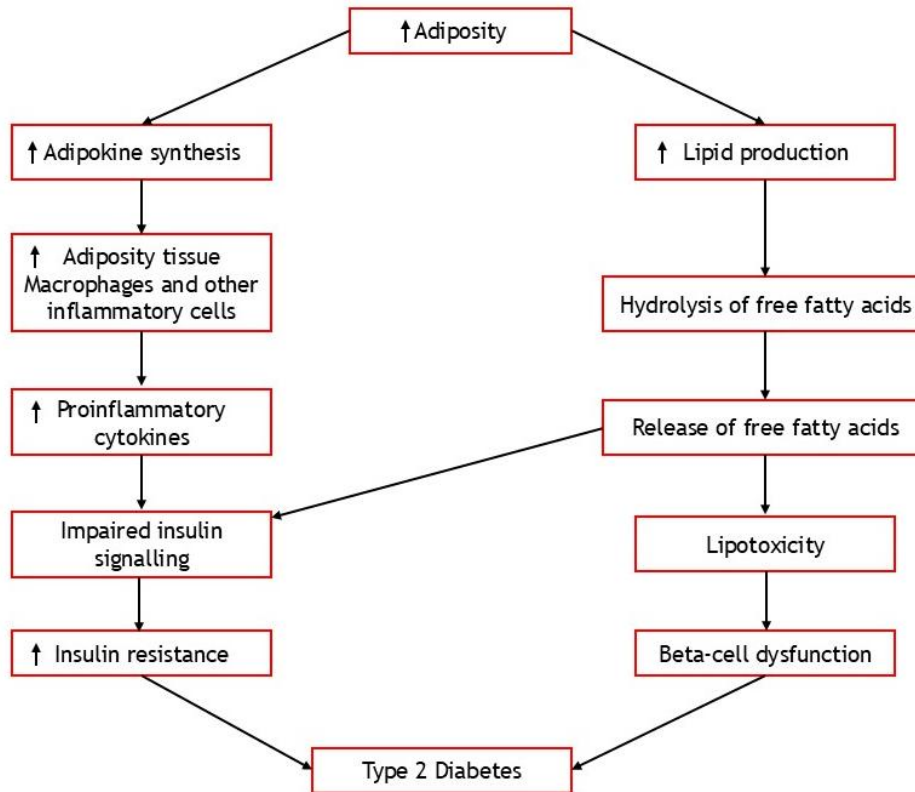 ↑Adiposity
↑Adipokine synthesis
↑ Lipid production
↑ Adiposity tissue
Macrophages and other
inflammatory cells
Hydrolysis of free fatty acids
↑ Proinflammatory
cytokines
Release of free fatty acids
Impaired insulin
signalling
Lipotoxicity
↑ Insulin resistance
Beta-cell dysfunction
Type 2 Diabetes